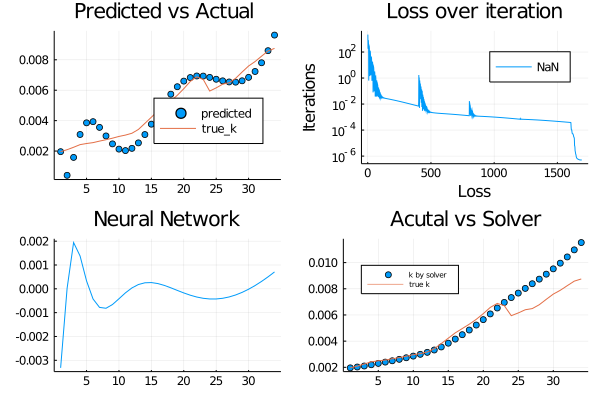 Predicted vs Actual
0.008
0.006
0.004
0.002
predicted
true_k
5 10 15 20 25 30
Loss over iteration
Iterations
10^2
10^0
10^-2
10^-4
10^-6
NaN
0 500 1000 1500
Loss
Neural Network
0.002
0.001
0.000
-0.001
-0.002
-0.003
5 10 15 20 25 30
Acutal vs Solver
0.010
0.008
0.006
0.004
0.002
k by solver
true k
5 10 15 20 25 30